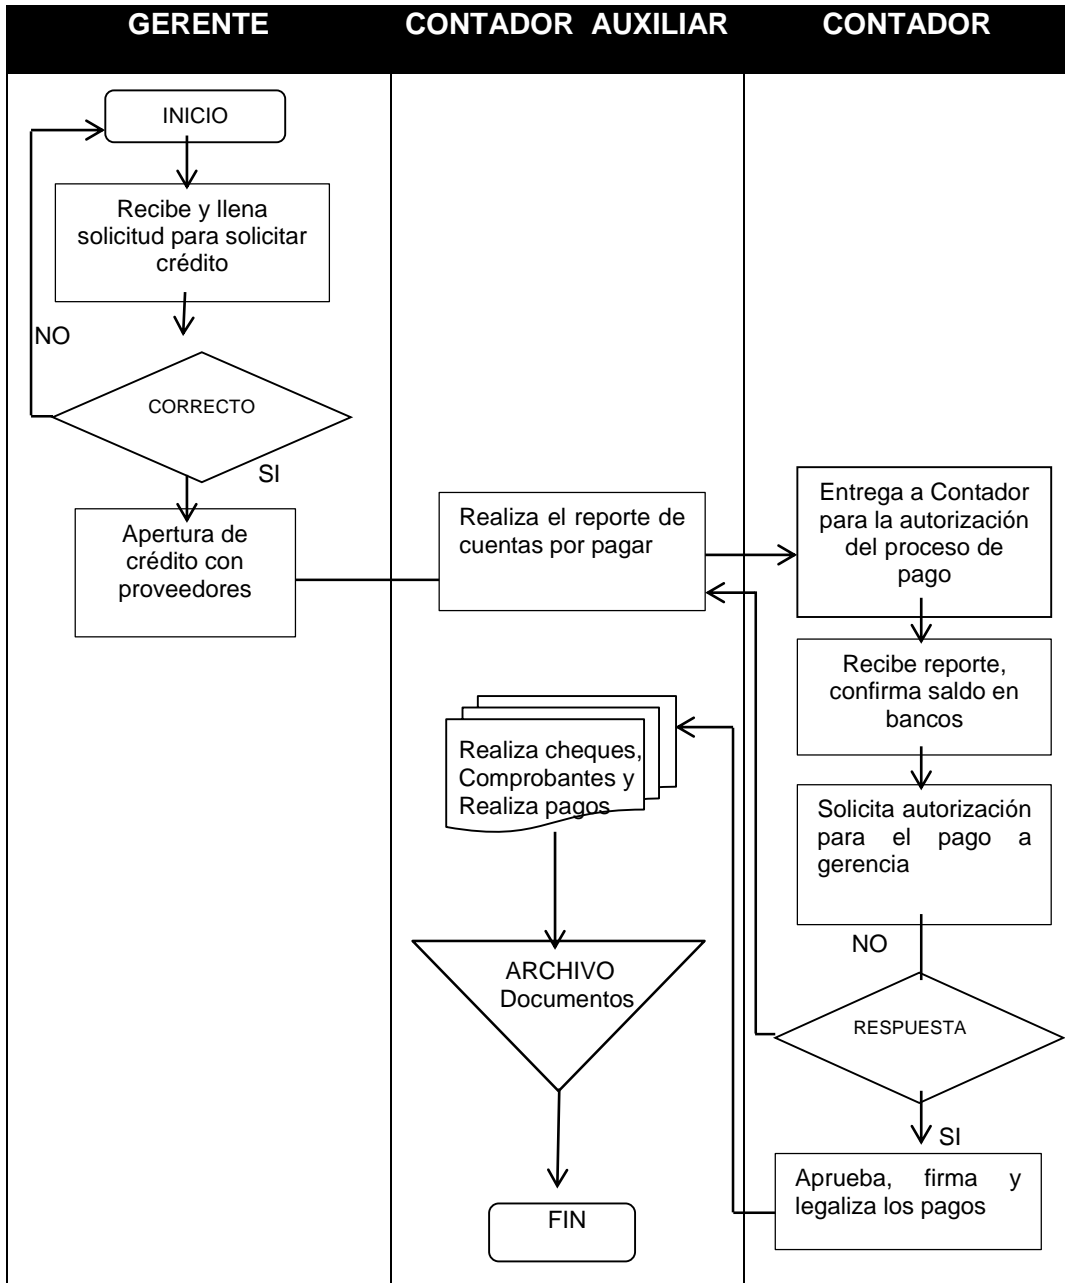 GERENTE
CONTADOR AUXILIAR
CONTADOR
INICIO
Recibe y llena
solicitud para solicitar
crédito
NO
CORRECTO
SI
Apertura de
crédito con
proveedores
Realiza el reporte de
cuentas por pagar
Entrega a Contador
para la autorización
del proceso de
pago
Recibe reporte,
confirma saldo en
bancos
Solicita autorización
para el pago a
gerencia
NO
RESPUESTA
SI
Aprueba, firma y
legaliza los pagos
Realiza cheques,
Comprobantes y
Realiza pagos
ARCHIVO
Documentos
FIN